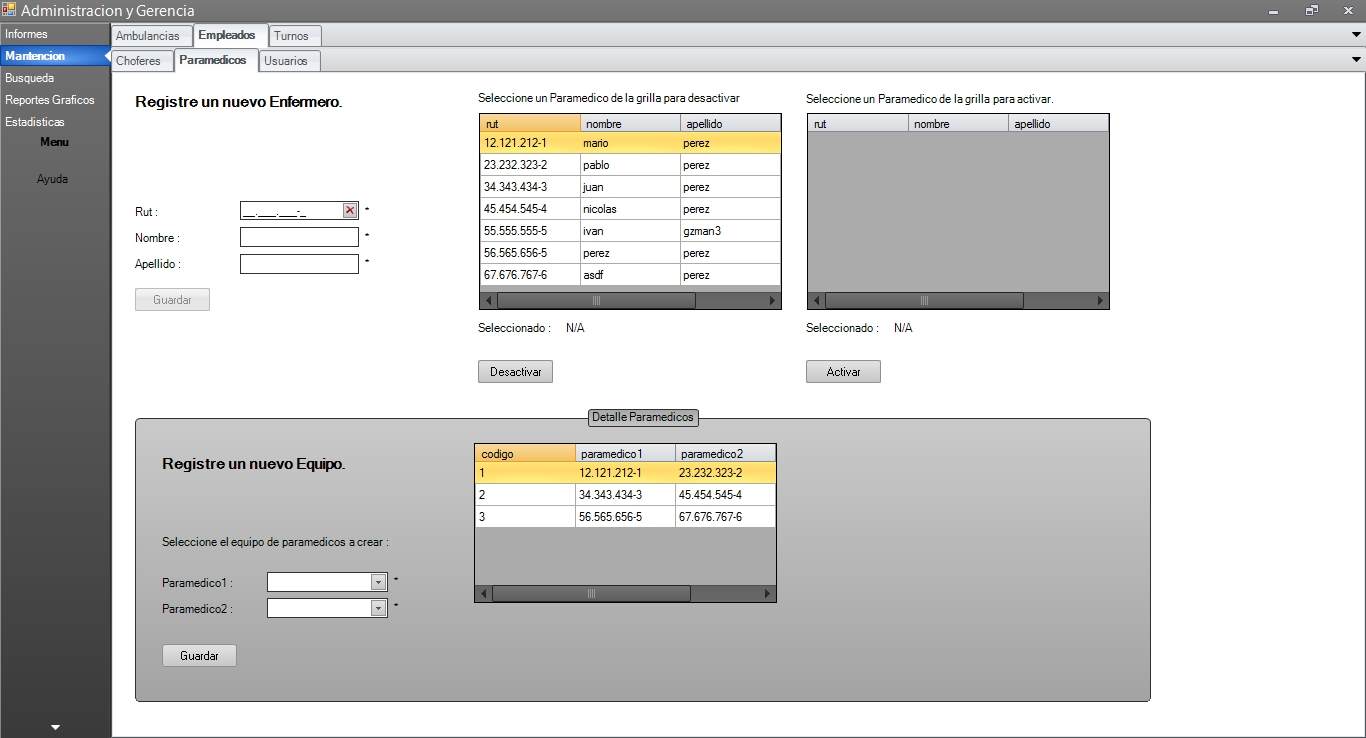 Administracion y Gerencia
Informes
Mantencion
Busqueda
Reportes Graficos
Estadisticas
Menu
Ayuda
Ambulancias Empleados Turnos
Choferes Paramedicos Usuarios
Registre un nuevo Enfermero.
Rut : __.___.___-_ *
Nombre : *
Apellido : *
Guardar
Seleccione un Paramedico de la grilla para desactivar
rut nombre apellido
12.121.212-1 mario perez
23.232.323-2 pablo perez
34.343.434-3 juan perez
45.454.545-4 nicolas perez
55.555.555-5 ivan gzman3
56.565.656-5 perez perez
67.676.767-6 asdf perez
Seleccionado : N/A
Desactivar
Seleccione un Paramedico de la grilla para activar.
rut nombre apellido
Seleccionado : N/A
Activar
Detalle Paramedicos
Registre un nuevo Equipo.
Seleccione el equipo de paramedicos a crear :
Paramedico1 : *
Paramedico2 : *
Guardar
codigo paramedico1 paramedico2
1 12.121.212-1 23.232.323-2
2 34.343.434-3 45.454.545-4
3 56.565.656-5 67.676.767-6